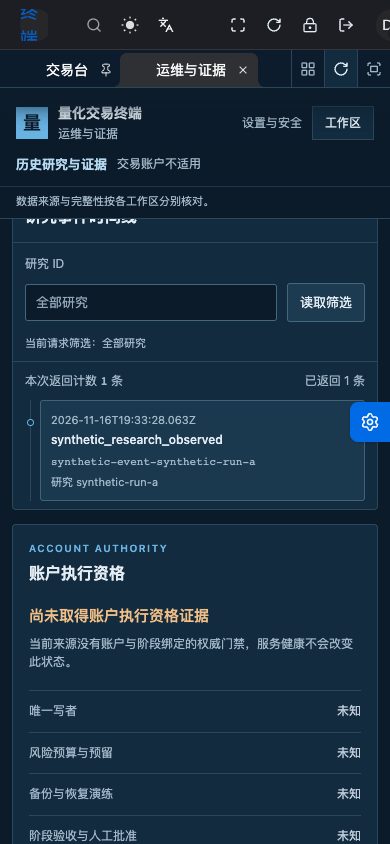 终
端
D
交易台
运维与证据
量
量化交易终端
运维与证据
设置与安全
工作区
历史研究与证据 交易账户不适用
数据来源与完整性按各工作区分别核对。
研究事件时间线
研究 ID
全部研究
读取筛选
当前请求筛选：全部研究
本次返回计数 1 条
已返回 1 条
2026-11-16T19:33:28.063Z
synthetic_research_observed
synthetic-event-synthetic-run-a
研究 synthetic-run-a
ACCOUNT AUTHORITY
账户执行资格
尚未取得账户执行资格证据
当前来源没有账户与阶段绑定的权威门禁，服务健康不会改变
此状态。
唯一写者 未知
风险预算与预留 未知
备份与恢复演练 未知
阶段验收与人工批准 未知